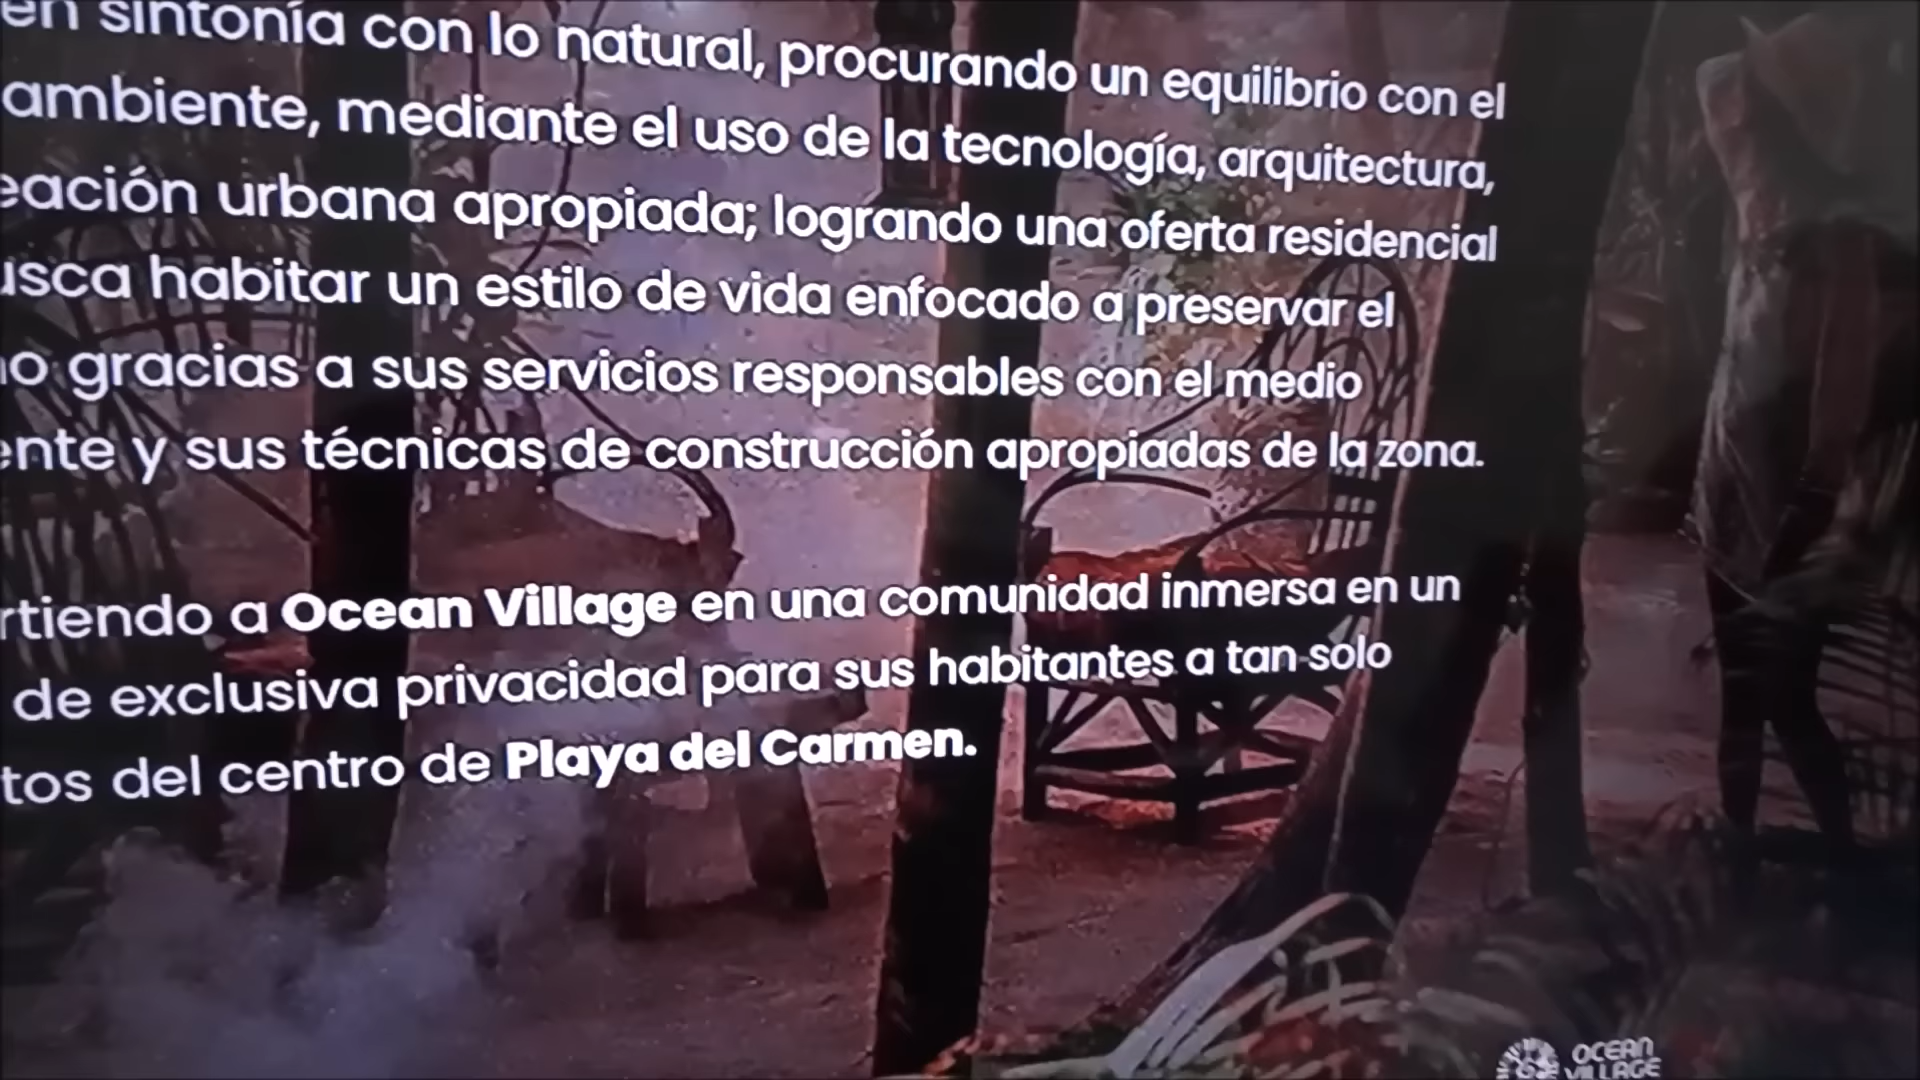 en sintonía con lo natural, procurando un equilibrio con el
ambiente, mediante el uso de la tecnología, arquitectura,
eación urbana apropiada; logrando una oferta residencial
usca habitar un estilo de vida enfocado a preservar el
no gracias a sus servicios responsables con el medio
ente y sus técnicas de construcción apropiadas de la zona.
rtiendo a Ocean Village en una comunidad inmersa en un
de exclusiva privacidad para sus habitantes a tan sólo
tos del centro de Playa del Carmen.
OCEAN
VILLAGE